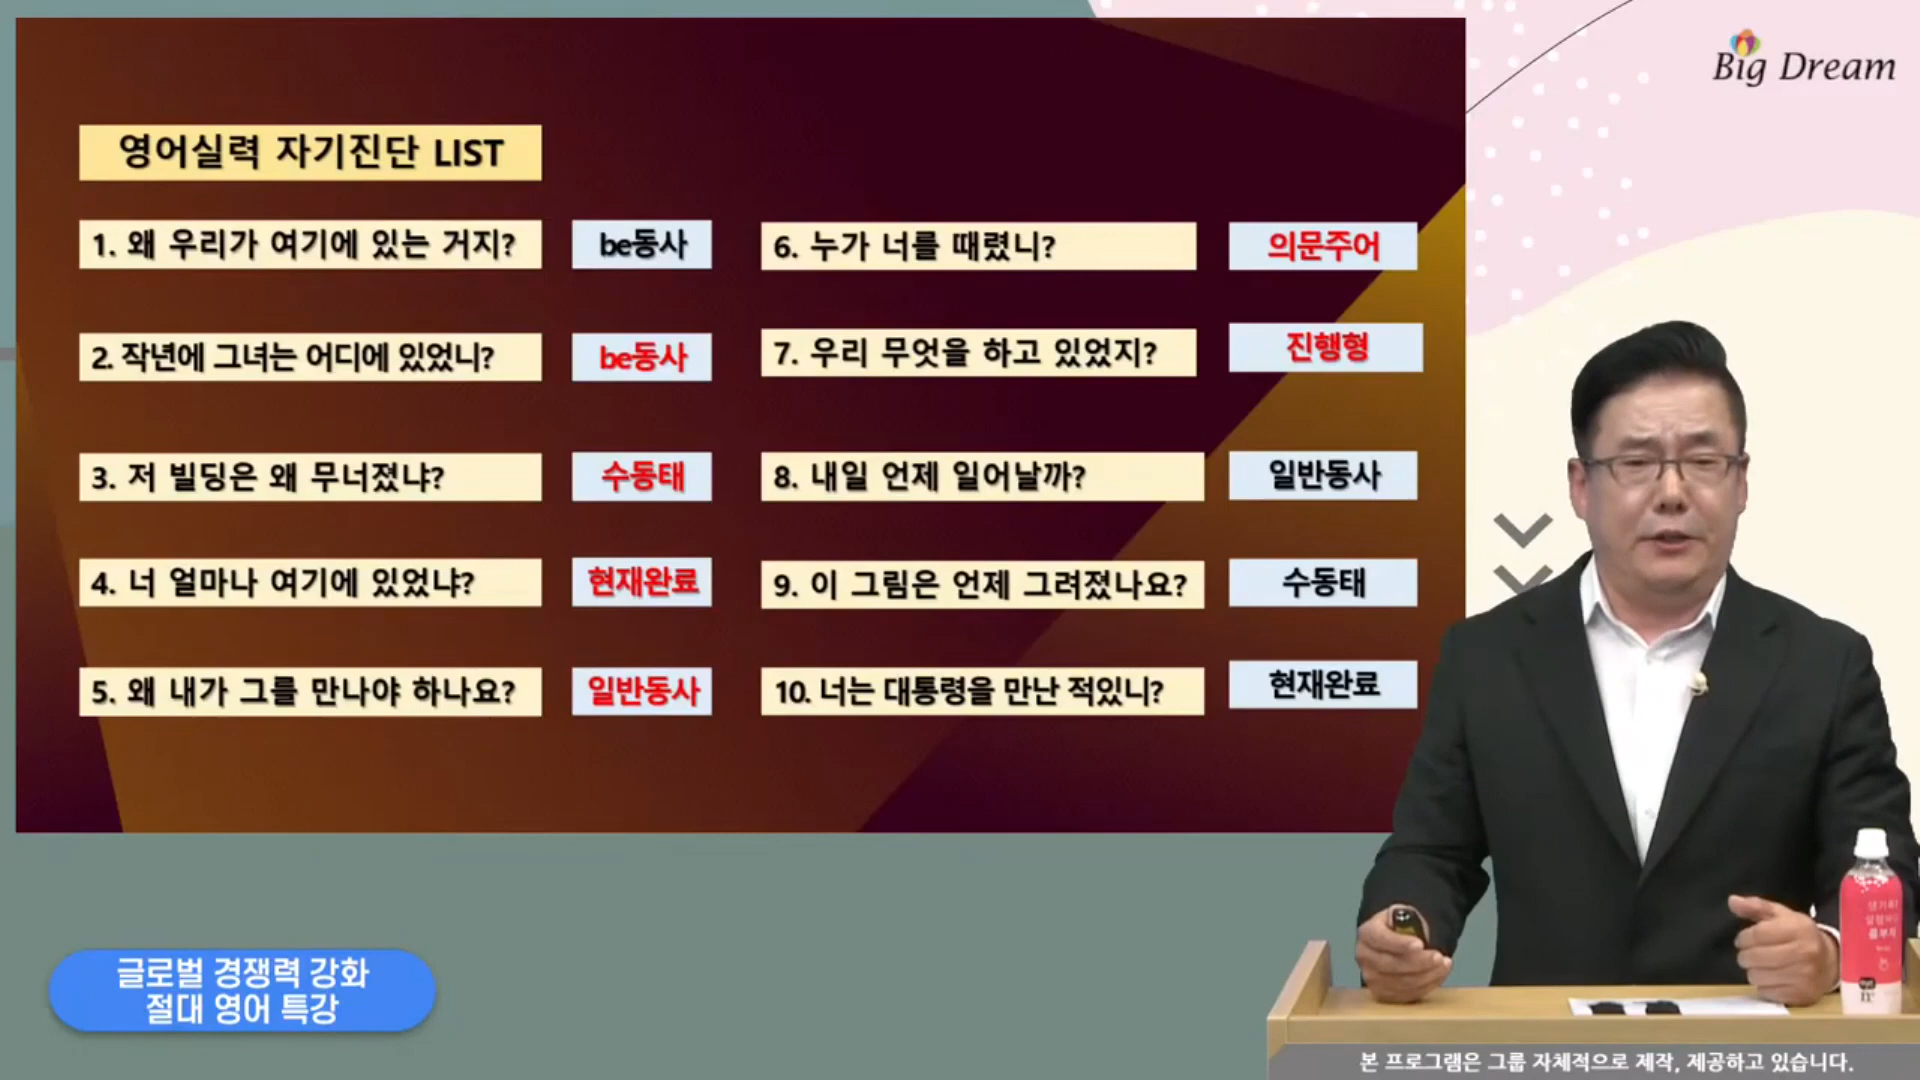 Big Dream
영어실력 자기진단 LIST
1. 왜 우리가 여기에 있는 거지?
be동사
2. 작년에 그녀는 어디에 있었니?
be동사
3. 저 빌딩은 왜 무너졌냐?
수동태
4. 너 얼마나 여기에 있었냐?
현재완료
5. 왜 내가 그를 만나야 하나요?
일반동사
6. 누가 너를 때렸니?
의문주어
7. 우리 무엇을 하고 있었지?
진행형
8. 내일 언제 일어날까?
일반동사
9. 이 그림은 언제 그려졌나요?
수동태
10. 너는 대통령을 만난 적있니?
현재완료
글로벌 경쟁력 강화
절대 영어 특강
본 프로그램은 그룹 자체적으로 제작, 제공하고 있습니다.